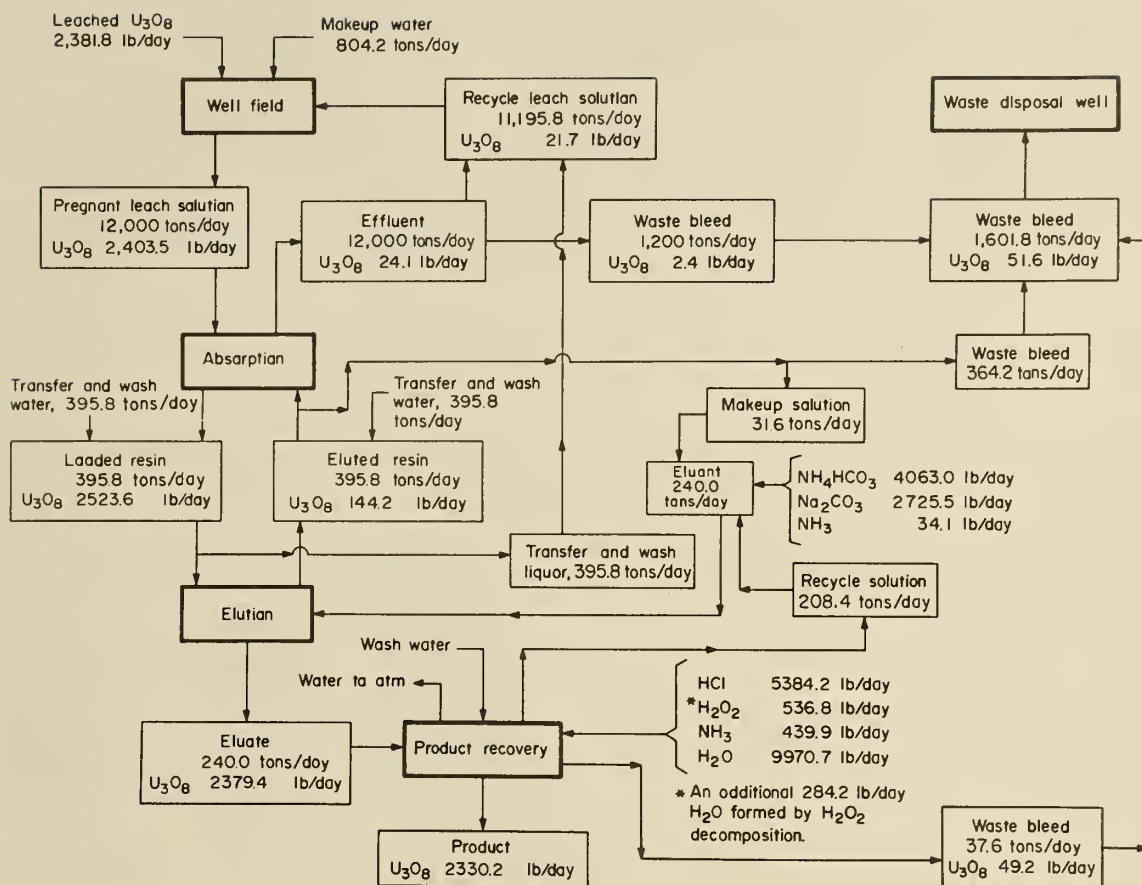 Leached U₃O₈
2,381.8 lb/day
Makeup water
804.2 tons/day
Well field
Recycle leach solutian
11,195.8 tons/doy
U₃O₈ 21.7 lb/day
Waste disposal well
Pregnant leach salutian
12,000 tons/day
U₃O₈ 2,403.5 lb/day
Effluent
12,000 tons/doy
U₃O₈ 24.1 lb/day
Waste bleed
1,200 tons/day
U₃O₈ 2.4 lb/day
Waste bleed
1,601.8 tons/day
U₃O₈ 51.6 lb/day
Absarptian
Waste bleed
364.2 tans/day
Transfer and wash
water, 395.8 tons/doy
Transfer and wash
water, 395.8
tons/day
Makeup solution
31.6 tons/day
Laaded resin
395.8 tons/day
U₃O₈ 2523.6 lb/day
Eluted resin
395.8 tons/day
U₃O₈ 144.2 lb/day
Eluant
240.0
tans/day
NH₄HCO₃ 4063.0 lb/day
Na₂CO₃ 2725.5 lb/day
NH₃ 34.1 lb/day
Transfer and wash
liquor, 395.8 tons/day
Recycle solution
208.4 tons/day
Elutian
Wash water
Water ta atm
Product recovery
HCl 5384.2 lb/day
*H₂O₂ 536.8 lb/day
NH₃ 439.9 lb/day
H₂O 9970.7 lb/day
* An odditional 284.2 lb/day
H₂O formed by H₂O₂
decomposition.
Eluate
240.0 tons/doy
U₃O₈ 2379.4 lb/day
Product
U₃O₈ 2330.2 lb/day
Waste bleed
37.6 tons/doy
U₃O₈ 49.2 lb/day